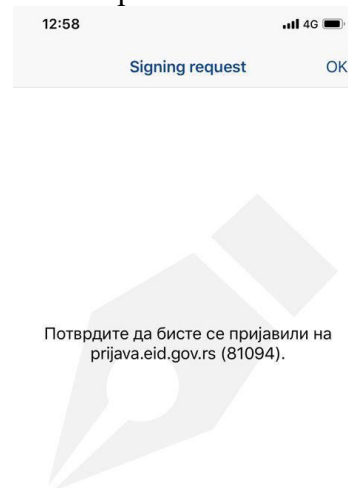 12:58
4G
Signing request
OK
Потврдите да бисте се пријавили на
prijava.eid.gov.rs (81094).